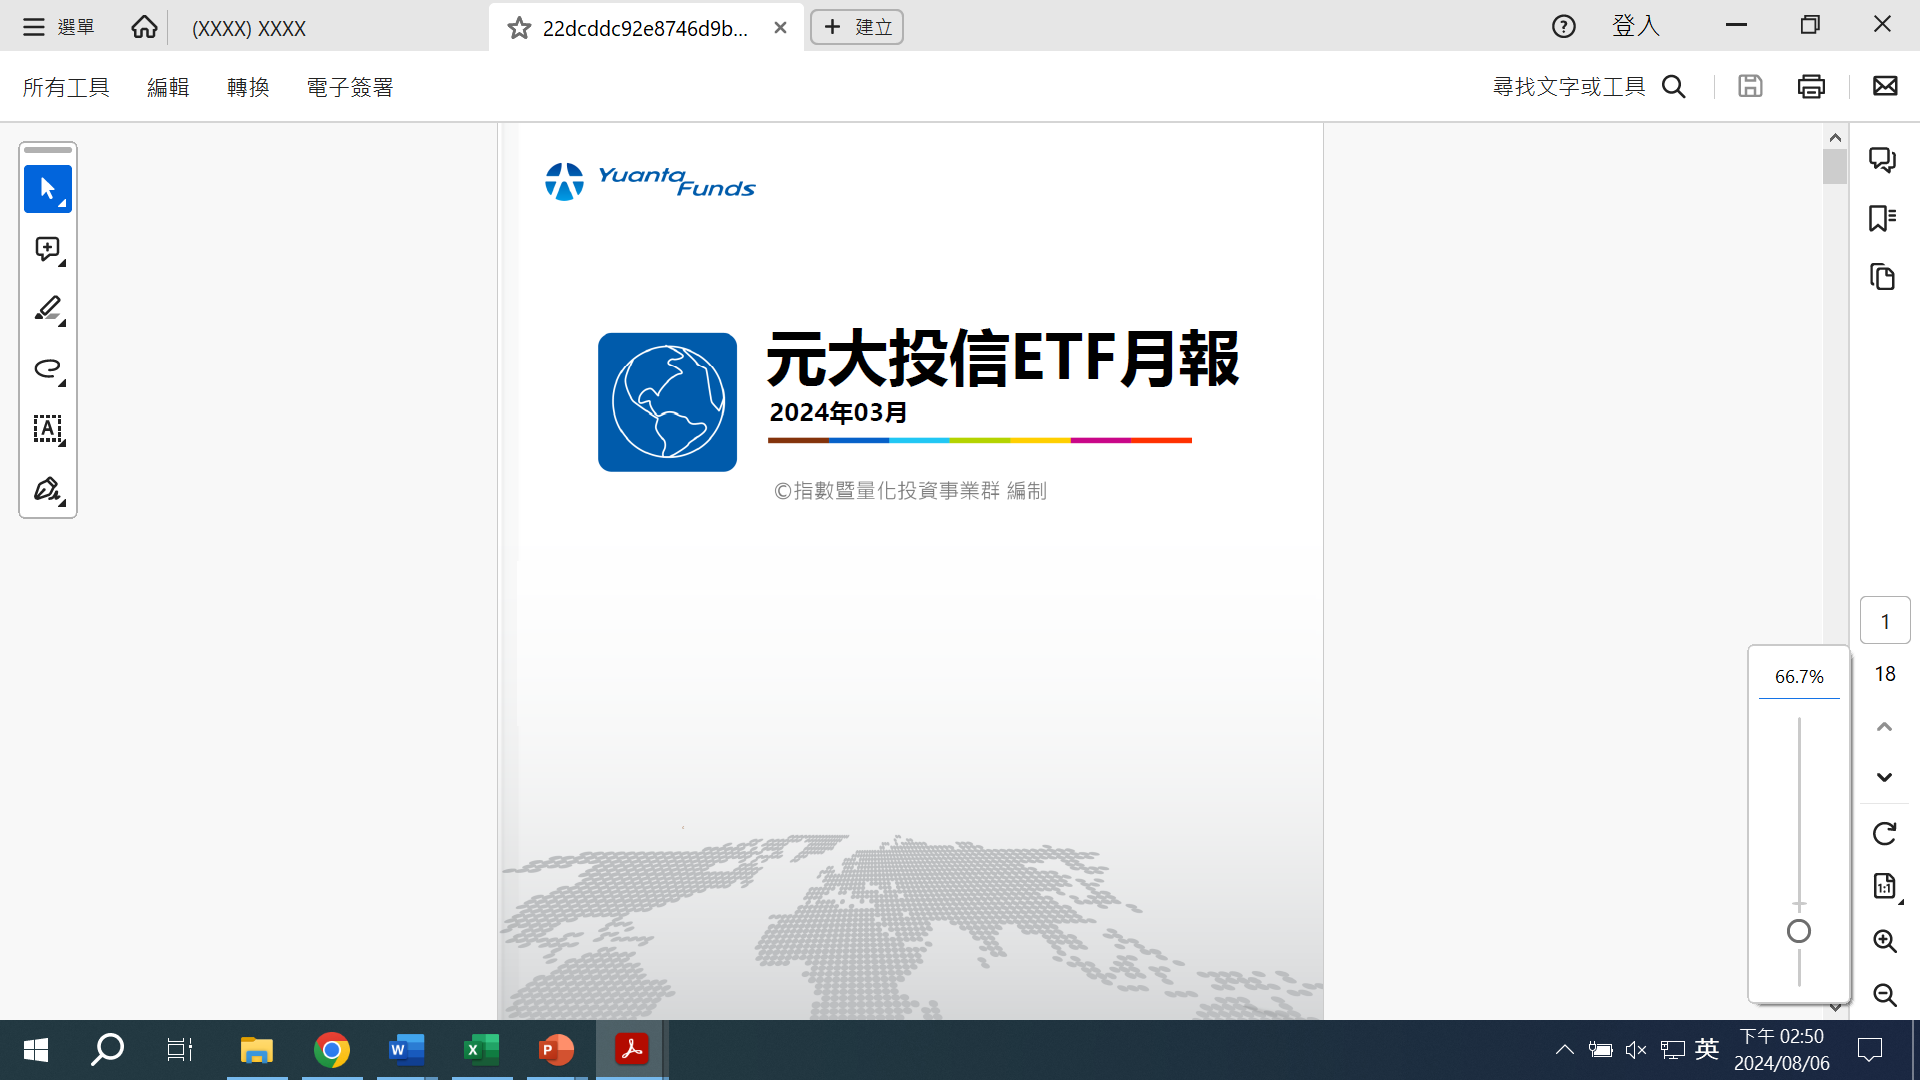 選單
(XXXX) XXXX
22dcddc92e8746d9b...
建立
登入
所有工具
編輯
轉換
電子簽署
尋找文字或工具
Yuanta Funds
元大投信ETF月報
2024年03月
©指數暨量化投資事業群 編制
1
18
66.7%
英
下午 02:50
2024/08/06